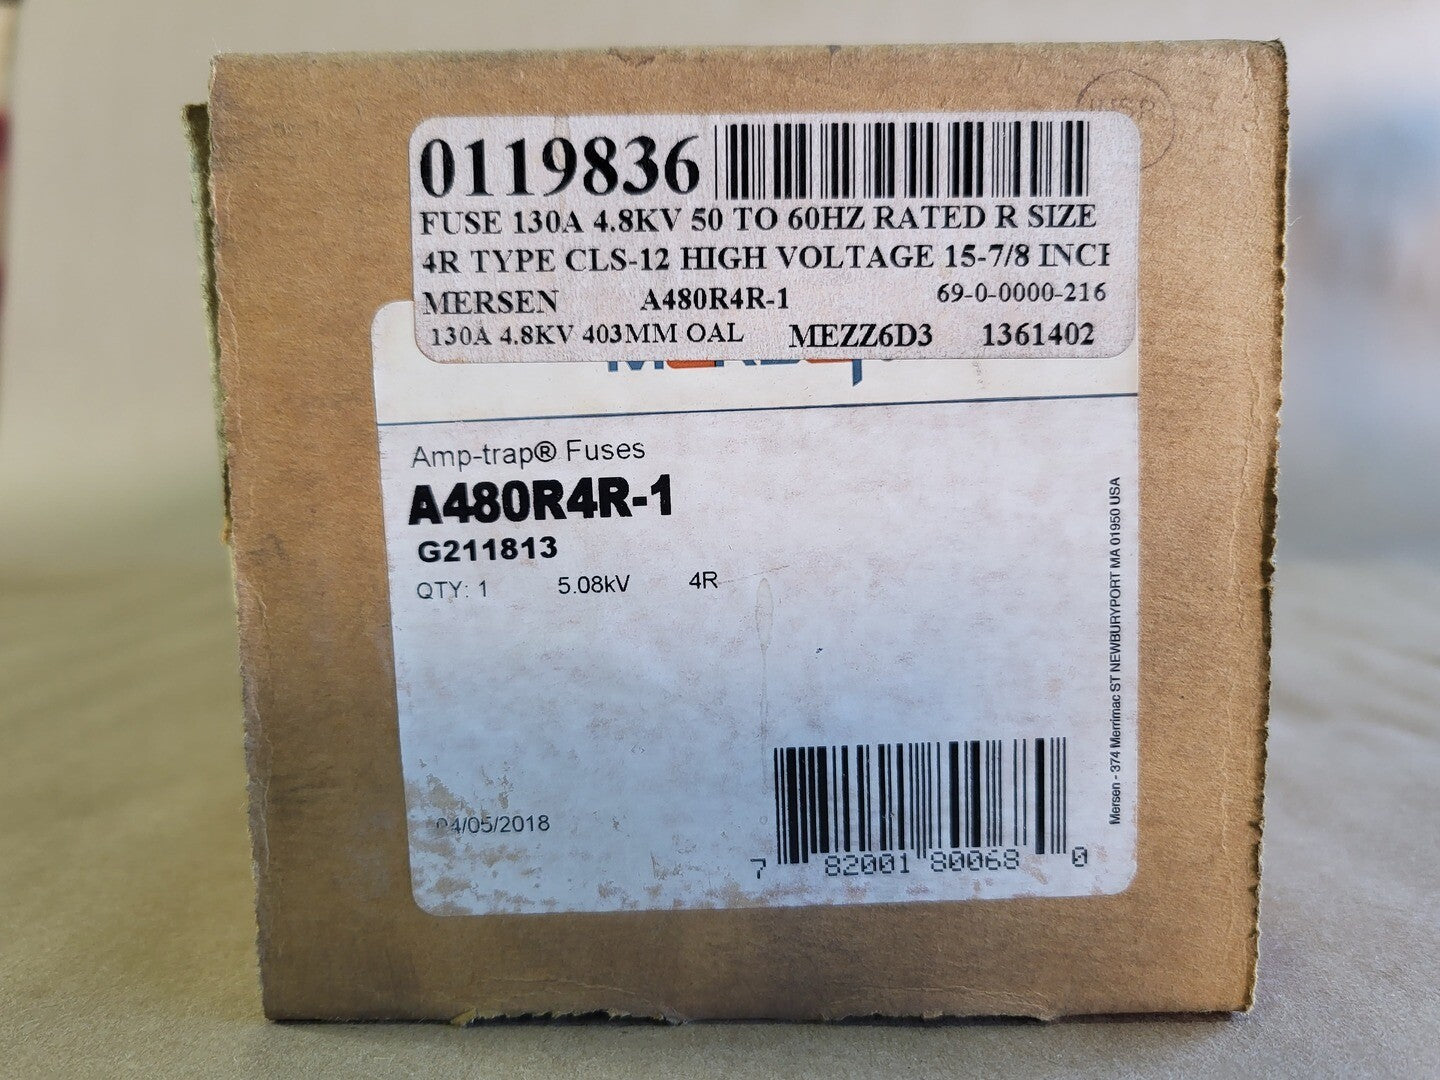 0119836
FUSE 130A 4.8KV 50 TO 60HZ RATED R SIZE
4R TYPE CLS-12 HIGH VOLTAGE 15-7/8 INCH
MERSEN A480R4R-1 69-0-0000-216
130A 4.8KV 403MM OAL MEZZ6D3 1361402
Amp-trap® Fuses
A480R4R-1
G211813
QTY: 1 5.08kV 4R
04/05/2018
7 82001 80068 0
Mersen - 374 Merrimac ST NEWBURYPORT MA 01950 USA